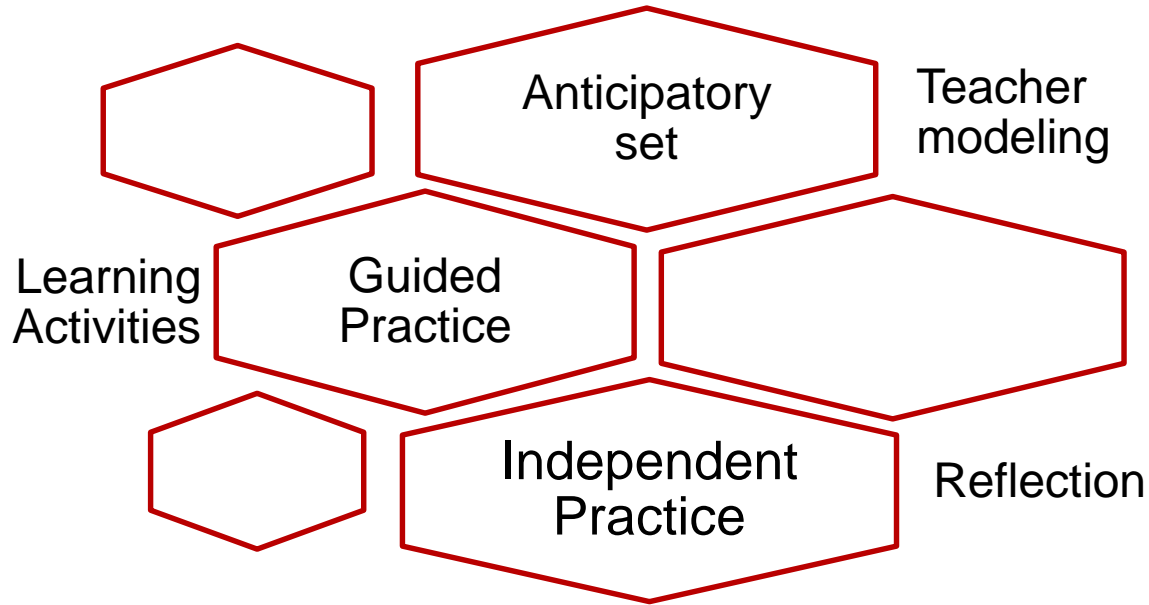 Anticipatory
set
Teacher
modeling
Learning
Activities
Guided
Practice
Independent
Practice
Reflection